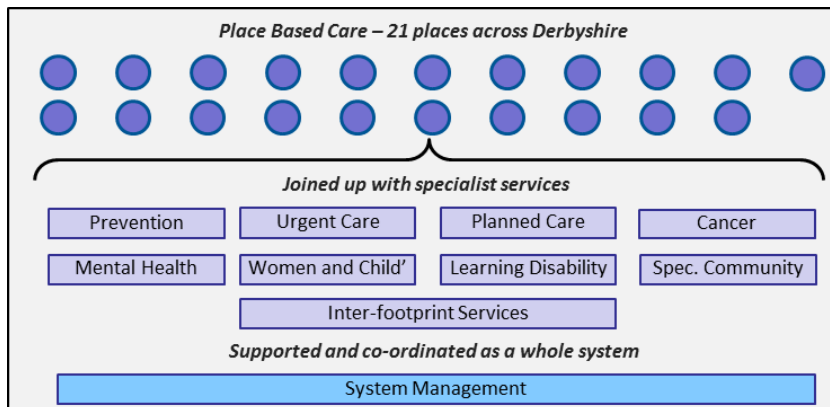 Place Based Care – 21 places across Derbyshire
Joined up with specialist services
Prevention
Urgent Care
Planned Care
Cancer
Mental Health
Women and Child’
Learning Disability
Spec. Community
Inter-footprint Services
Supported and co-ordinated as a whole system
System Management